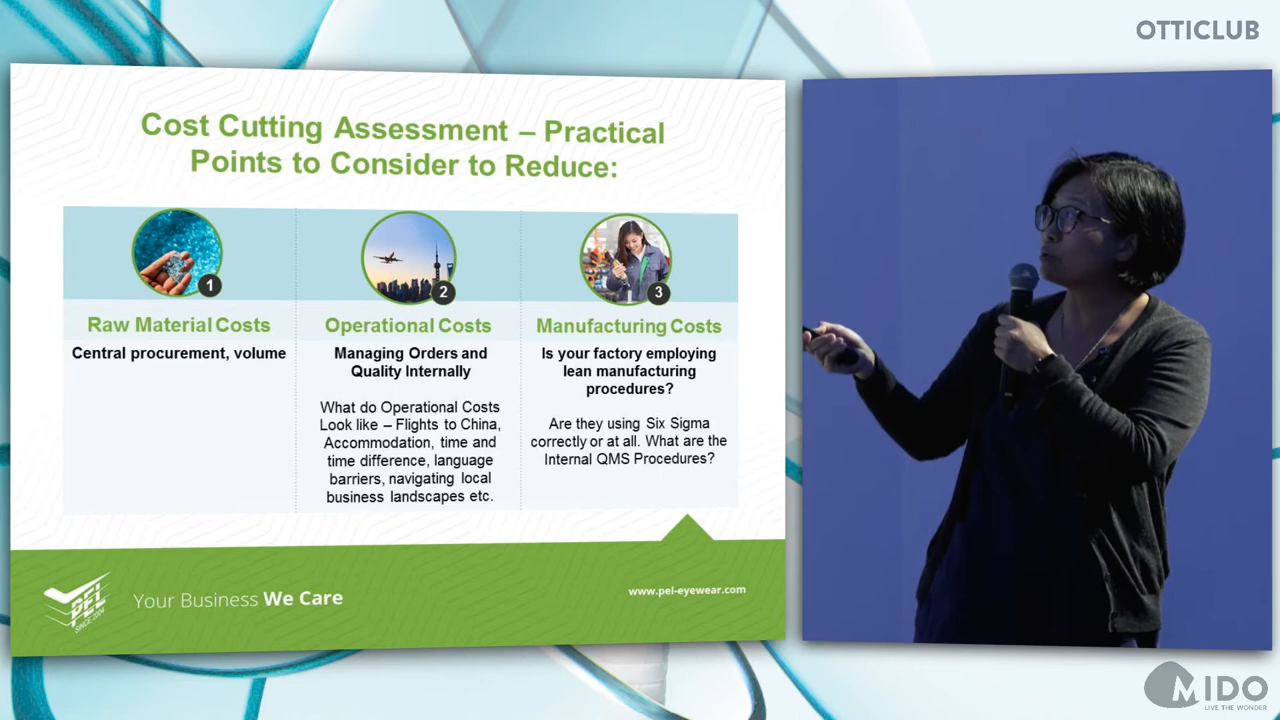 OTTICLUB
Cost Cutting Assessment – Practical
Points to Consider to Reduce:
1
Raw Material Costs
Central procurement, volume
2
Operational Costs
Managing Orders and
Quality Internally
What do Operational Costs
Look like – Flights to China,
Accommodation, time and
time difference, language
barriers, navigating local
business landscapes etc.
3
Manufacturing Costs
Is your factory employing
lean manufacturing
procedures?
Are they using Six Sigma
correctly or at all. What are the
Internal QMS Procedures?
PEL
SINCE 2004
Your Business We Care
www.pel-eyewear.com
MIDO
LIVE THE WONDER